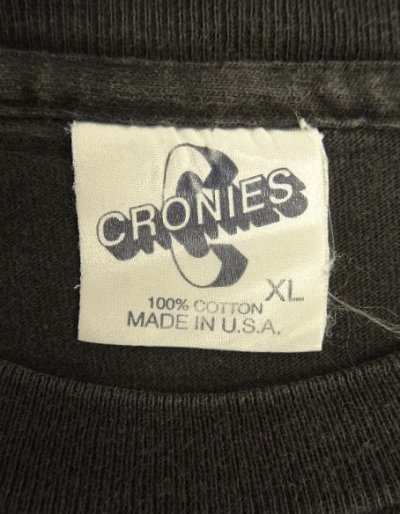 CRONIES
XL
100% COTTON
MADE IN U.S.A.